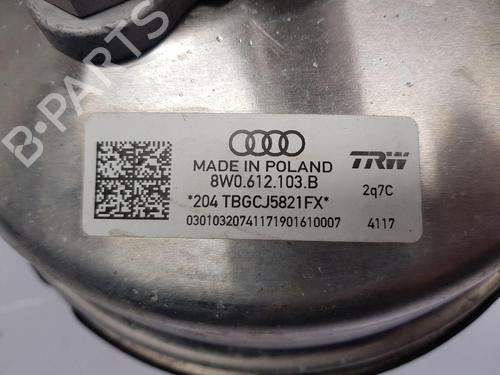 B-PARTS
MADE IN POLAND
8W0.612.103.B
*204 TBGCJ5821FX*
03010320741171901610007
TRW
2q7C
4117